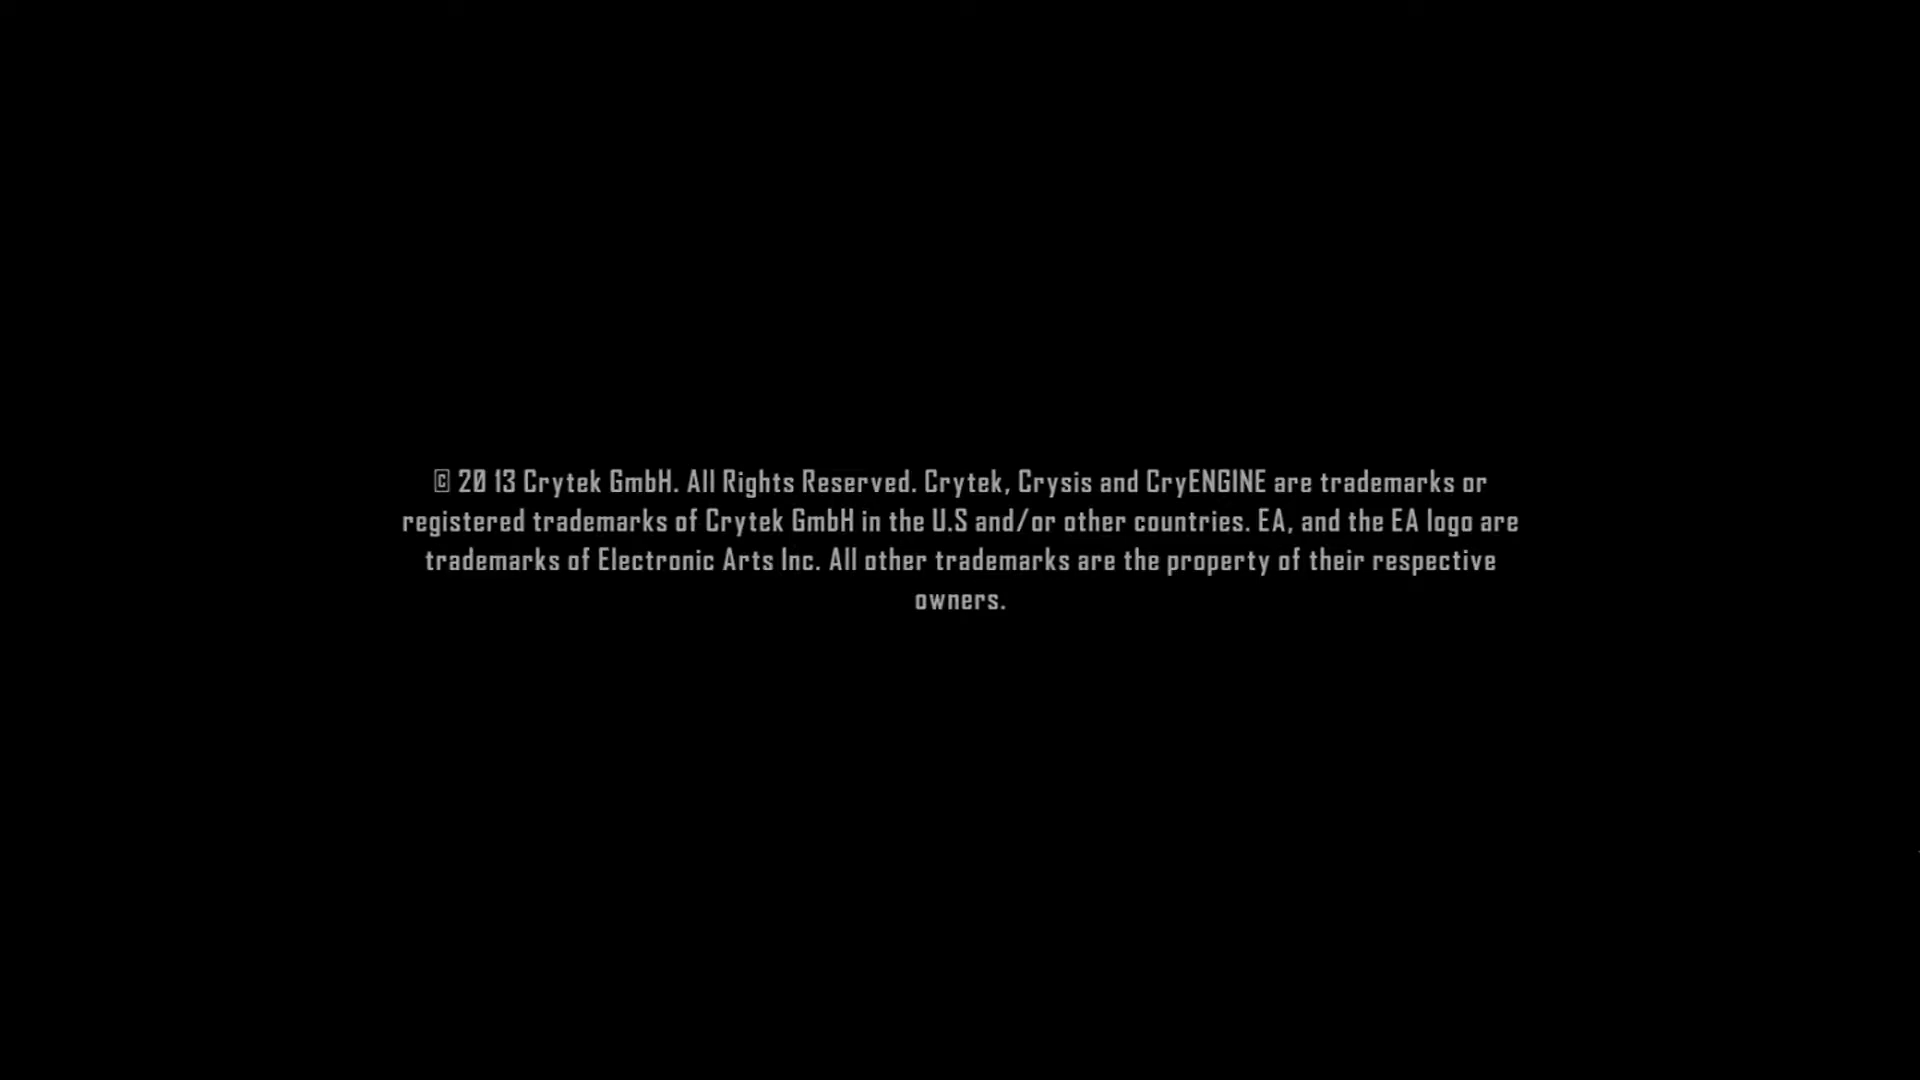 © 2013 Crytek GmbH. All Rights Reserved. Crytek, Crysis and CryENGINE are trademarks or
registered trademarks of Crytek GmbH in the U.S and/or other countries. EA, and the EA logo are
trademarks of Electronic Arts Inc. All other trademarks are the property of their respective
owners.